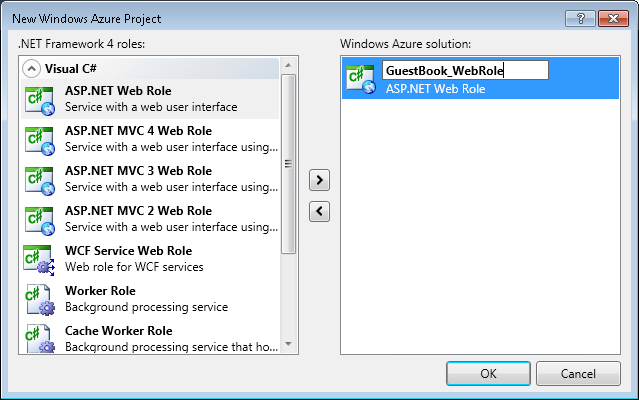 New Windows Azure Project
.NET Framework 4 roles:
Visual C#
C#
ASP.NET Web Role
Service with a web user interface
C#
ASP.NET MVC 4 Web Role
Service with a web user interface using...
C#
ASP.NET MVC 3 Web Role
Service with a web user interface using...
C#
ASP.NET MVC 2 Web Role
Service with a web user interface using...
C#
WCF Service Web Role
Web role for WCF services
C#
Worker Role
Background processing service
C#
Cache Worker Role
Background processing service that ho...
Windows Azure solution:
C#
GuestBook_WebRole
ASP.NET Web Role
OK
Cancel